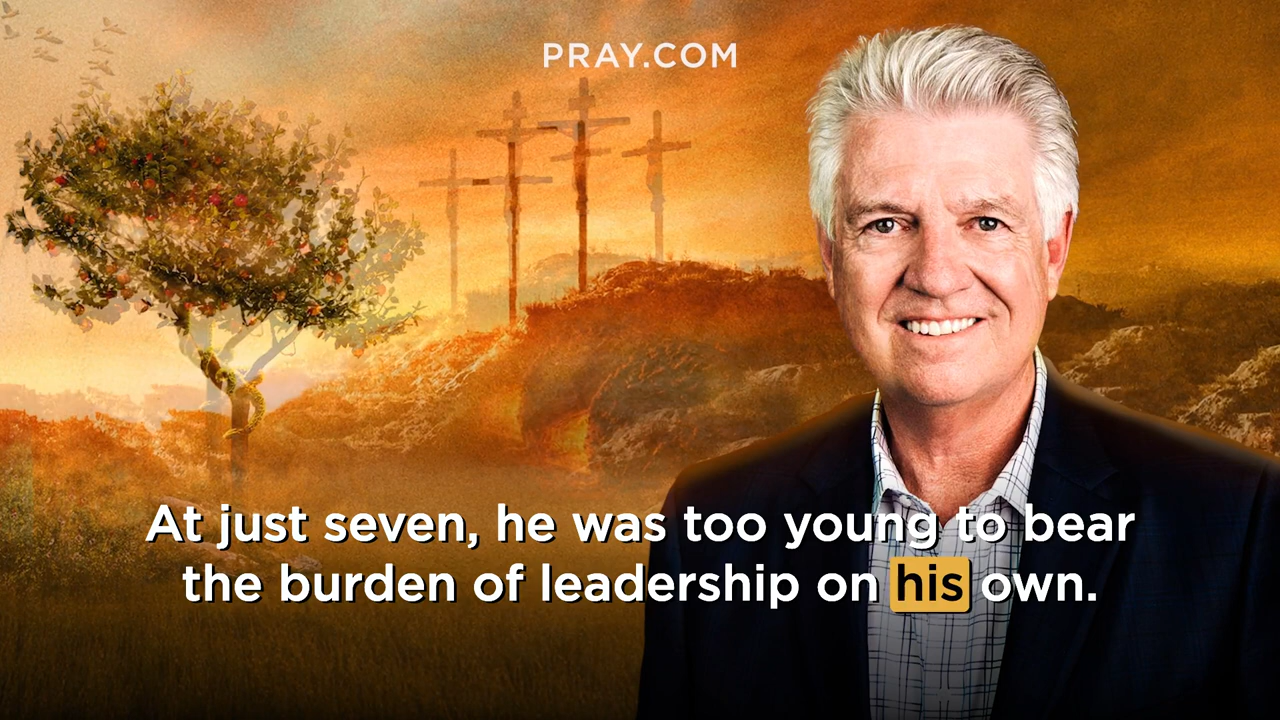 PRAY.COM
At just seven, he was too young to bear
the burden of leadership on his own.